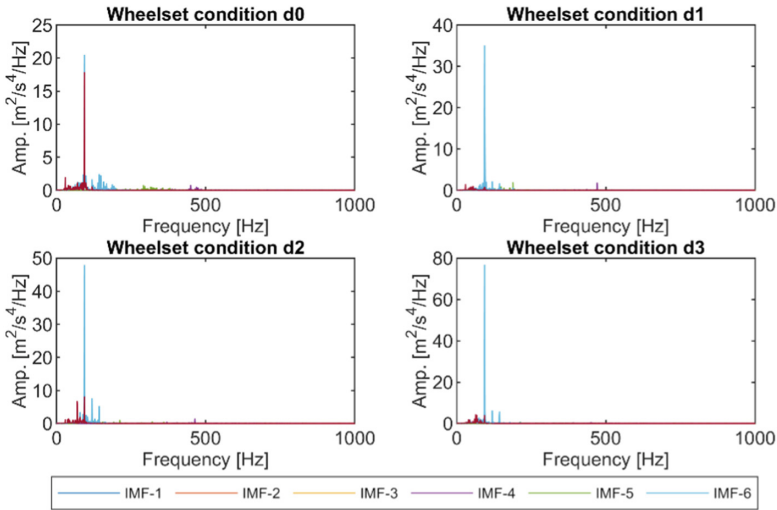 Wheelset condition d0
Amp. [m²/s⁴/Hz]
25
20
15
10
5
0
0 500 1000
Frequency [Hz]
Wheelset condition d1
Amp. [m²/s⁴/Hz]
40
30
20
10
0
0 500 1000
Frequency [Hz]
Wheelset condition d2
Amp. [m²/s⁴/Hz]
50
40
30
20
10
0
0 500 1000
Frequency [Hz]
Wheelset condition d3
Amp. [m²/s⁴/Hz]
80
60
40
20
0
0 500 1000
Frequency [Hz]
IMF-1 IMF-2 IMF-3 IMF-4 IMF-5 IMF-6